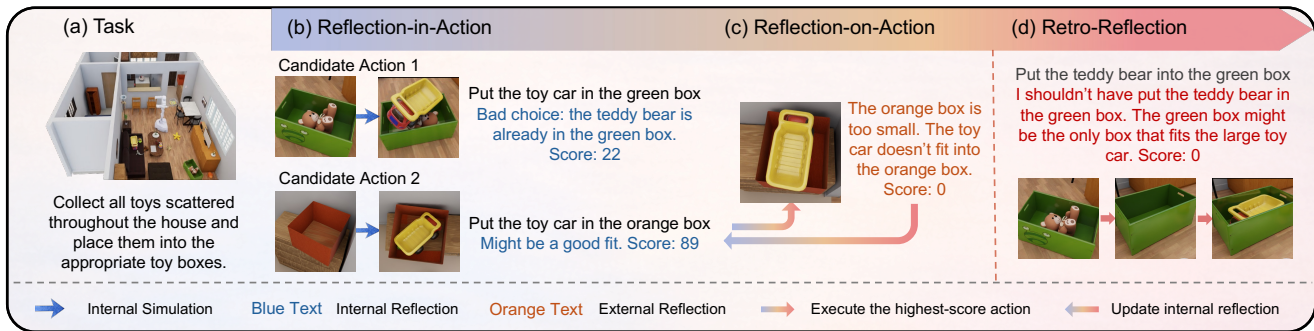 (a) Task
(b) Reflection-in-Action
(c) Reflection-on-Action
(d) Retro-Reflection
Collect all toys scattered
throughout the house and
place them into the
appropriate toy boxes.
Candidate Action 1
Put the toy car in the green box
Bad choice: the teddy bear is
already in the green box.
Score: 22
Candidate Action 2
Put the toy car in the orange box
Might be a good fit. Score: 89
The orange box is
too small. The toy
car doesn't fit into
the orange box.
Score: 0
Put the teddy bear into the green box
I shouldn't have put the teddy bear in
the green box. The green box might
be the only box that fits the large toy
car. Score: 0
Internal Simulation
Blue Text Internal Reflection
Orange Text External Reflection
Execute the highest-score action
Update internal reflection